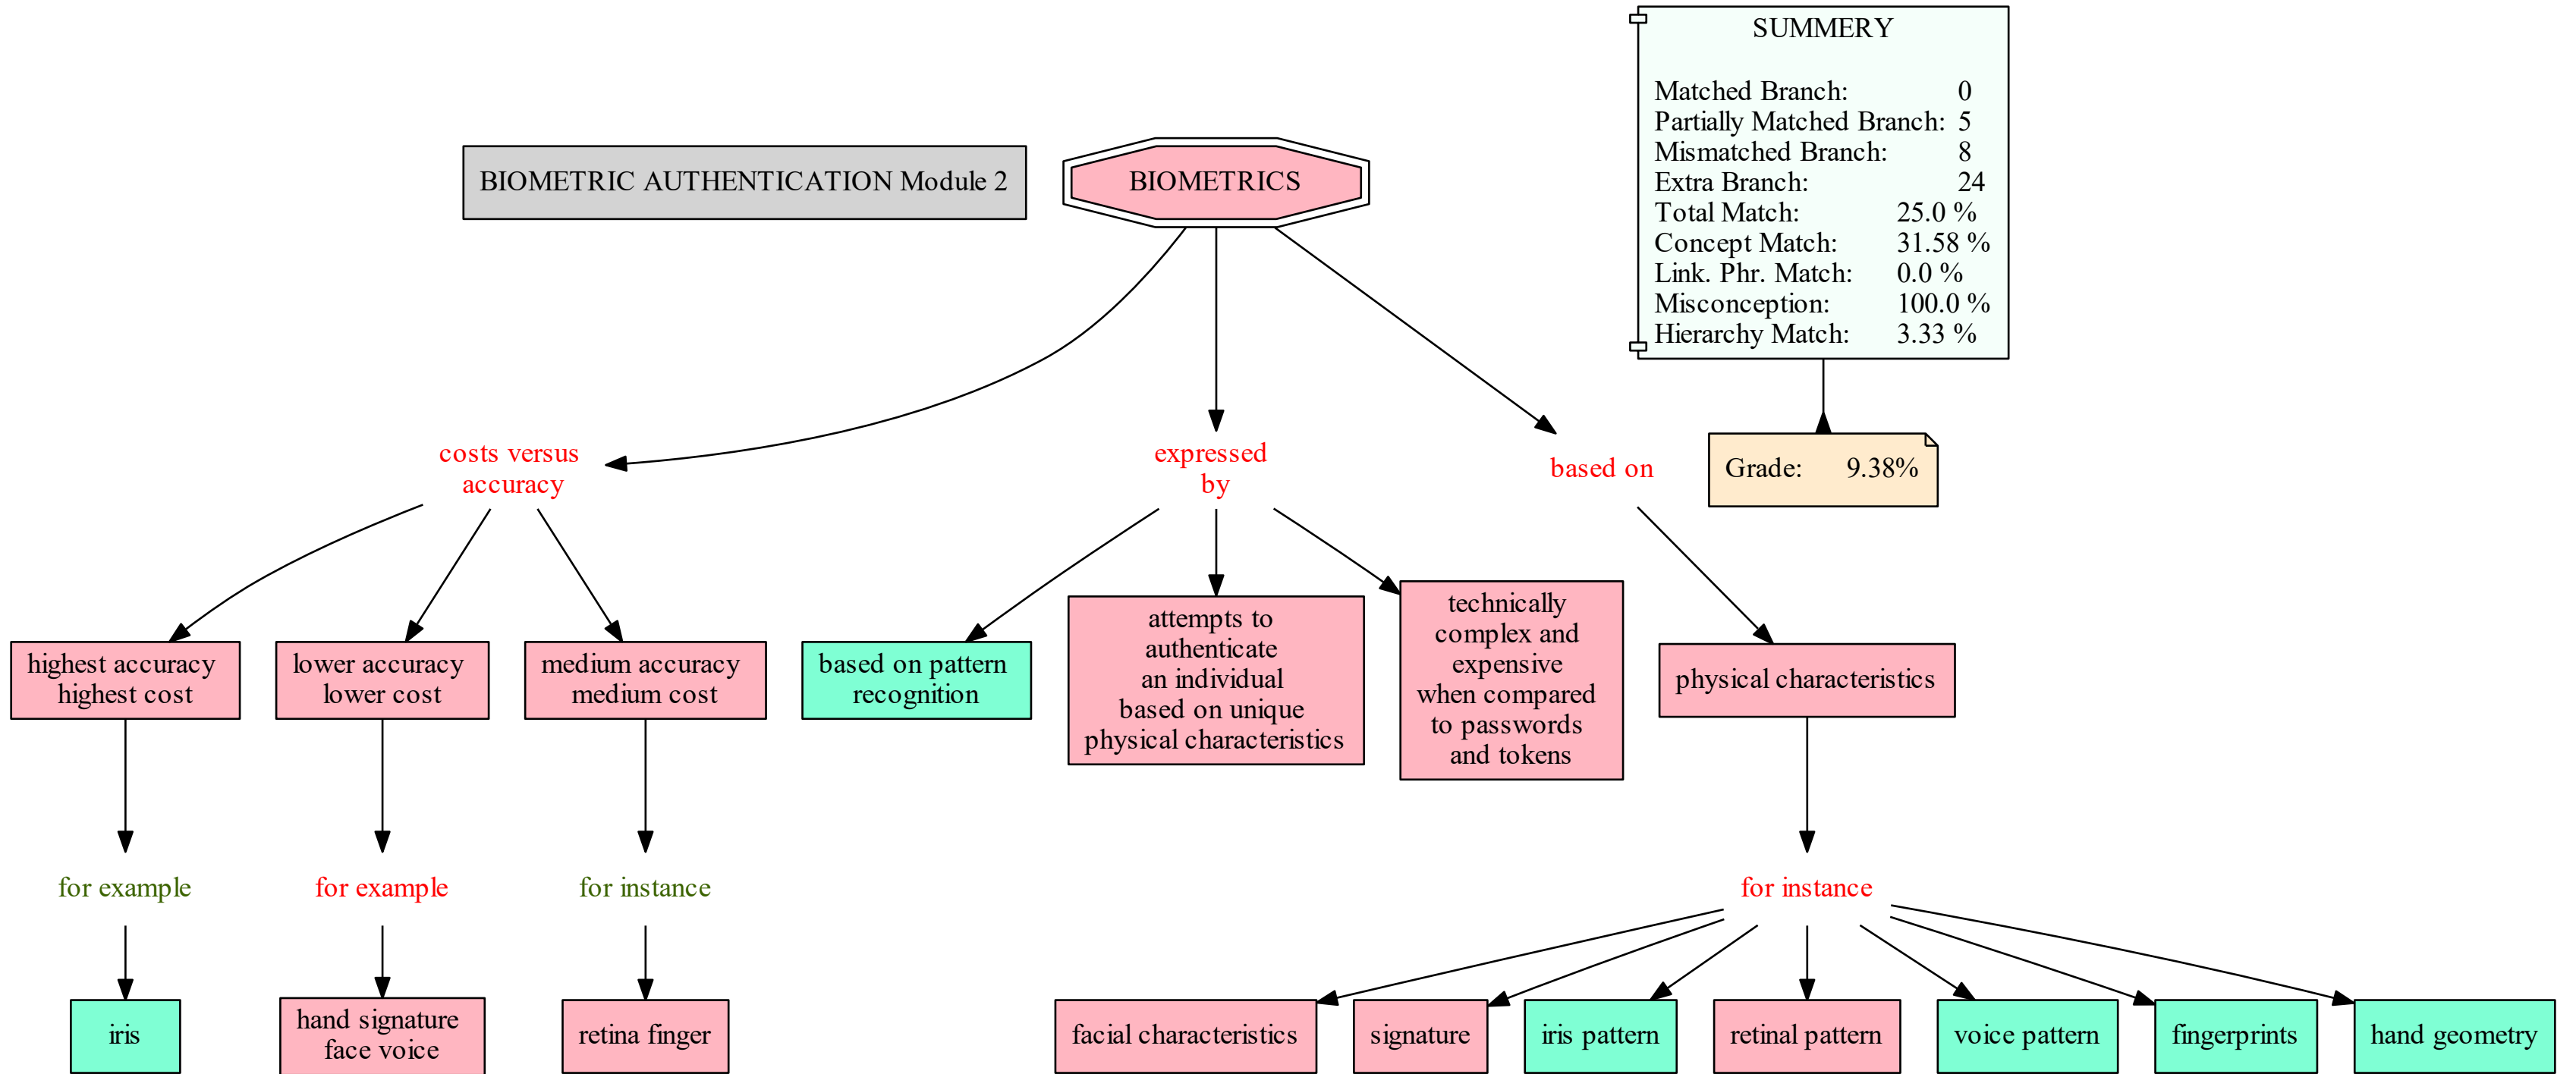 SUMMERY
Matched Branch: 0
Partially Matched Branch: 5
Mismatched Branch: 8
Extra Branch: 24
Total Match: 25.0 %
Concept Match: 31.58 %
Link. Phr. Match: 0.0 %
Misconception: 100.0 %
Hierarchy Match: 3.33 %
BIOMETRIC AUTHENTICATION Module 2
BIOMETRICS
costs versus
accuracy
expressed
by
based on
Grade: 9.38%
highest accuracy
highest cost
lower accuracy
lower cost
medium accuracy
medium cost
based on pattern
recognition
attempts to
authenticate
an individual
based on unique
physical characteristics
technically
complex and
expensive
when compared
to passwords
and tokens
physical characteristics
for example
for example
for instance
for instance
iris
hand signature
face voice
retina finger
facial characteristics
signature
iris pattern
retinal pattern
voice pattern
fingerprints
hand geometry